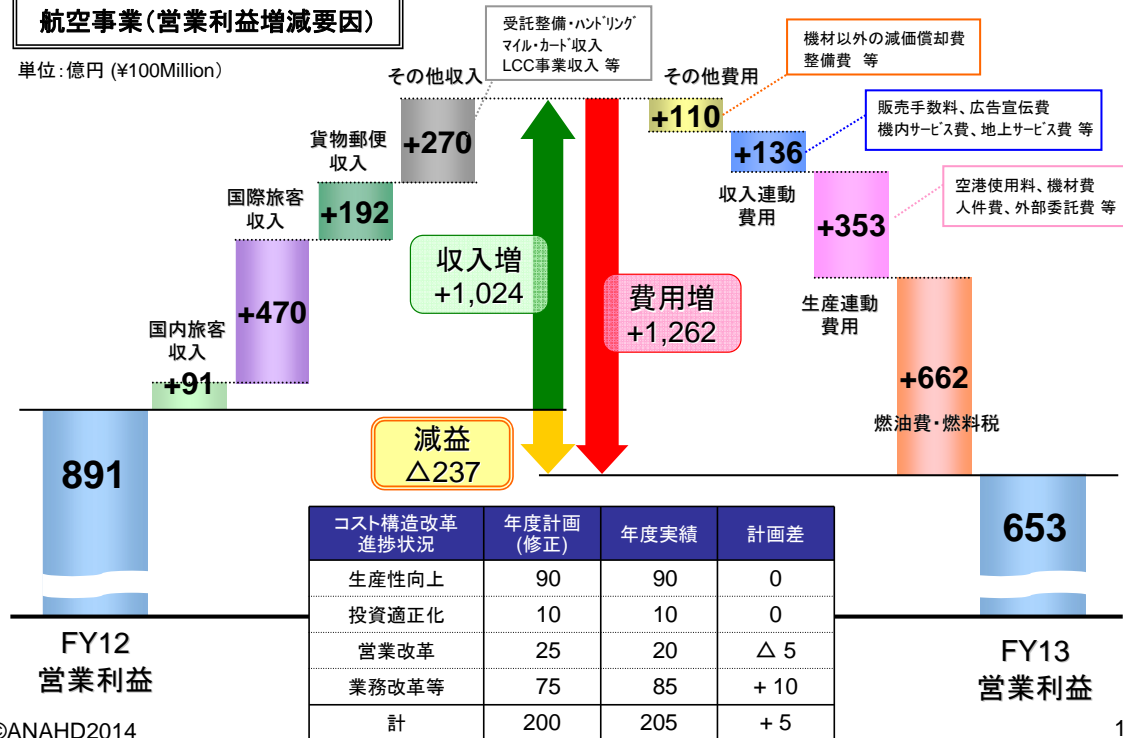 航空事業(営業利益増減要因)
単位:億円 (¥100Million)
受託整備・ハンドリング
マイル・カード収入
LCC事業収入 等
機材以外の減価償却費
整備費 等
販売手数料、広告宣伝費
機内サービス費、地上サービス費 等
空港使用料、機材費
人件費、外部委託費 等
その他収入
+270
貨物郵便
収入
+192
国際旅客
収入
+470
国内旅客
収入
+91
891
FY12
営業利益
収入増
+1,024
費用増
+1,262
減益
△237
その他費用
+110
+136
収入連動
費用
+353
生産連動
費用
+662
燃油費・燃料税
653
FY13
営業利益
コスト構造改革 年度計画 年度実績 計画差
進捗状況 (修正)
生産性向上 90 90 0
投資適正化 10 10 0
営業改革 25 20 △ 5
業務改革等 75 85 + 10
計 200 205 + 5
©ANAHD2014
1